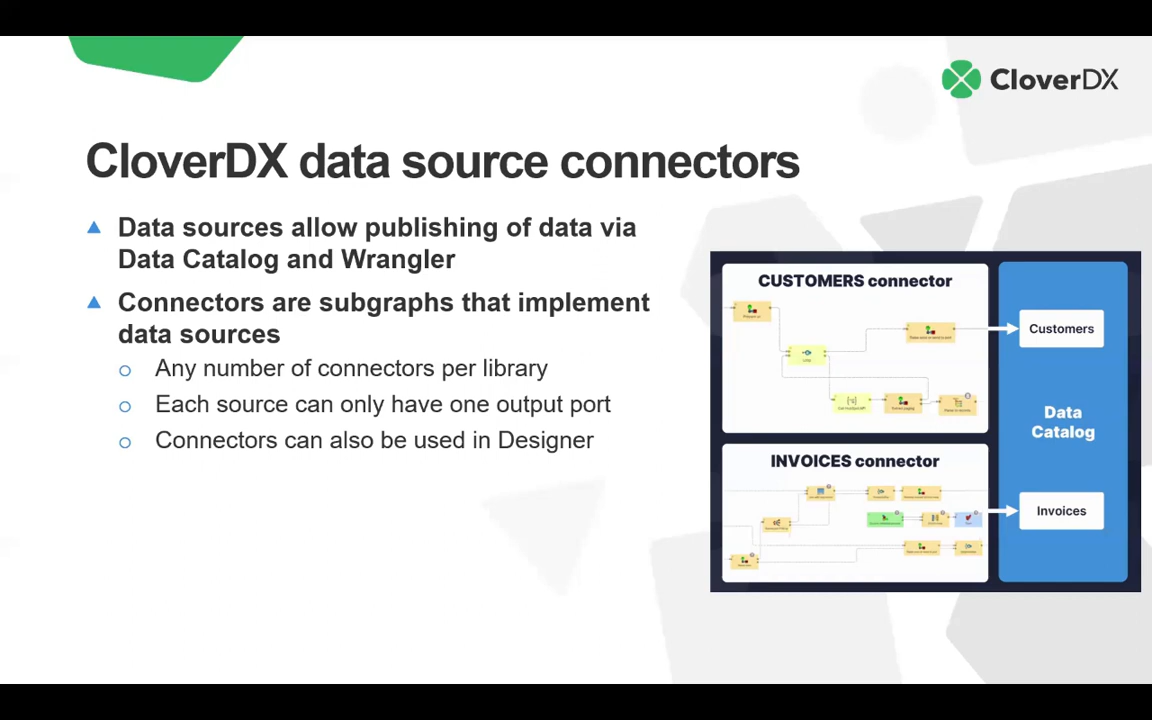 CloverDX
CloverDX data source connectors
Data sources allow publishing of data via
Data Catalog and Wrangler
Connectors are subgraphs that implement
data sources
Any number of connectors per library
Each source can only have one output port
Connectors can also be used in Designer
CUSTOMERS connector
Customers
Data
Catalog
INVOICES connector
Invoices